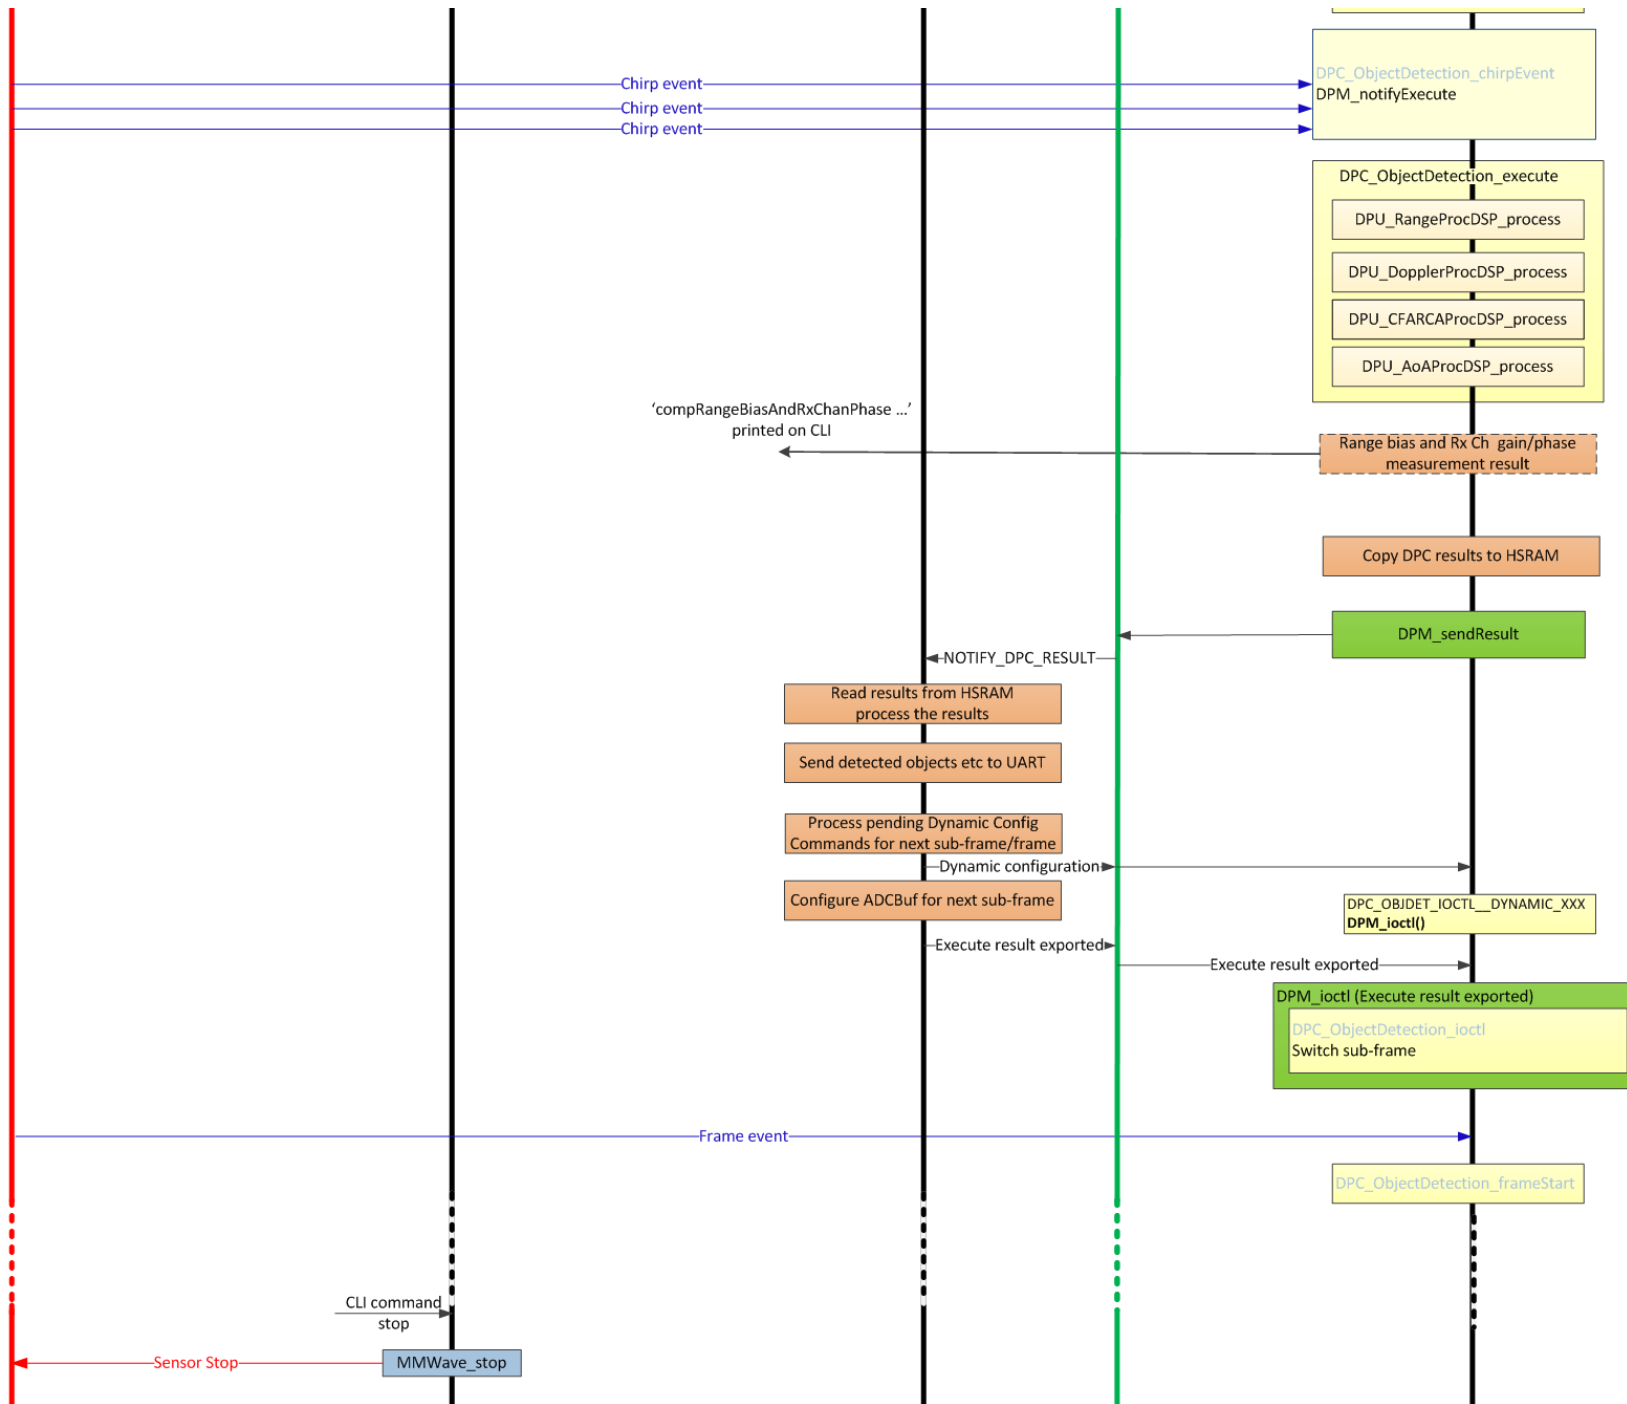 DPC_ObjectDetection_chirpEvent
DPM_notifyExecute
Chirp event
Chirp event
Chirp event
DPC_ObjectDetection_execute
DPU_RangeProcDSP_process
DPU_DopplerProcDSP_process
DPU_CFARCAProcDSP_process
DPU_AoAProcDSP_process
‘compRangeBiasAndRxChanPhase ...’
printed on CLI
Range bias and Rx Ch gain/phase
measurement result
Copy DPC results to HSRAM
DPM_sendResult
NOTIFY_DPC_RESULT
Read results from HSRAM
process the results
Send detected objects etc to UART
Process pending Dynamic Config
Commands for next sub-frame/frame
Dynamic configuration
Configure ADCBuf for next sub-frame
DPC_OBJDET_IOCTL__DYNAMIC_XXX
DPM_ioctl()
Execute result exported
Execute result exported
DPM_ioctl (Execute result exported)
DPC_ObjectDetection_ioctl
Switch sub-frame
Frame event
DPC_ObjectDetection_frameStart
CLI command
stop
Sensor Stop
MMWave_stop